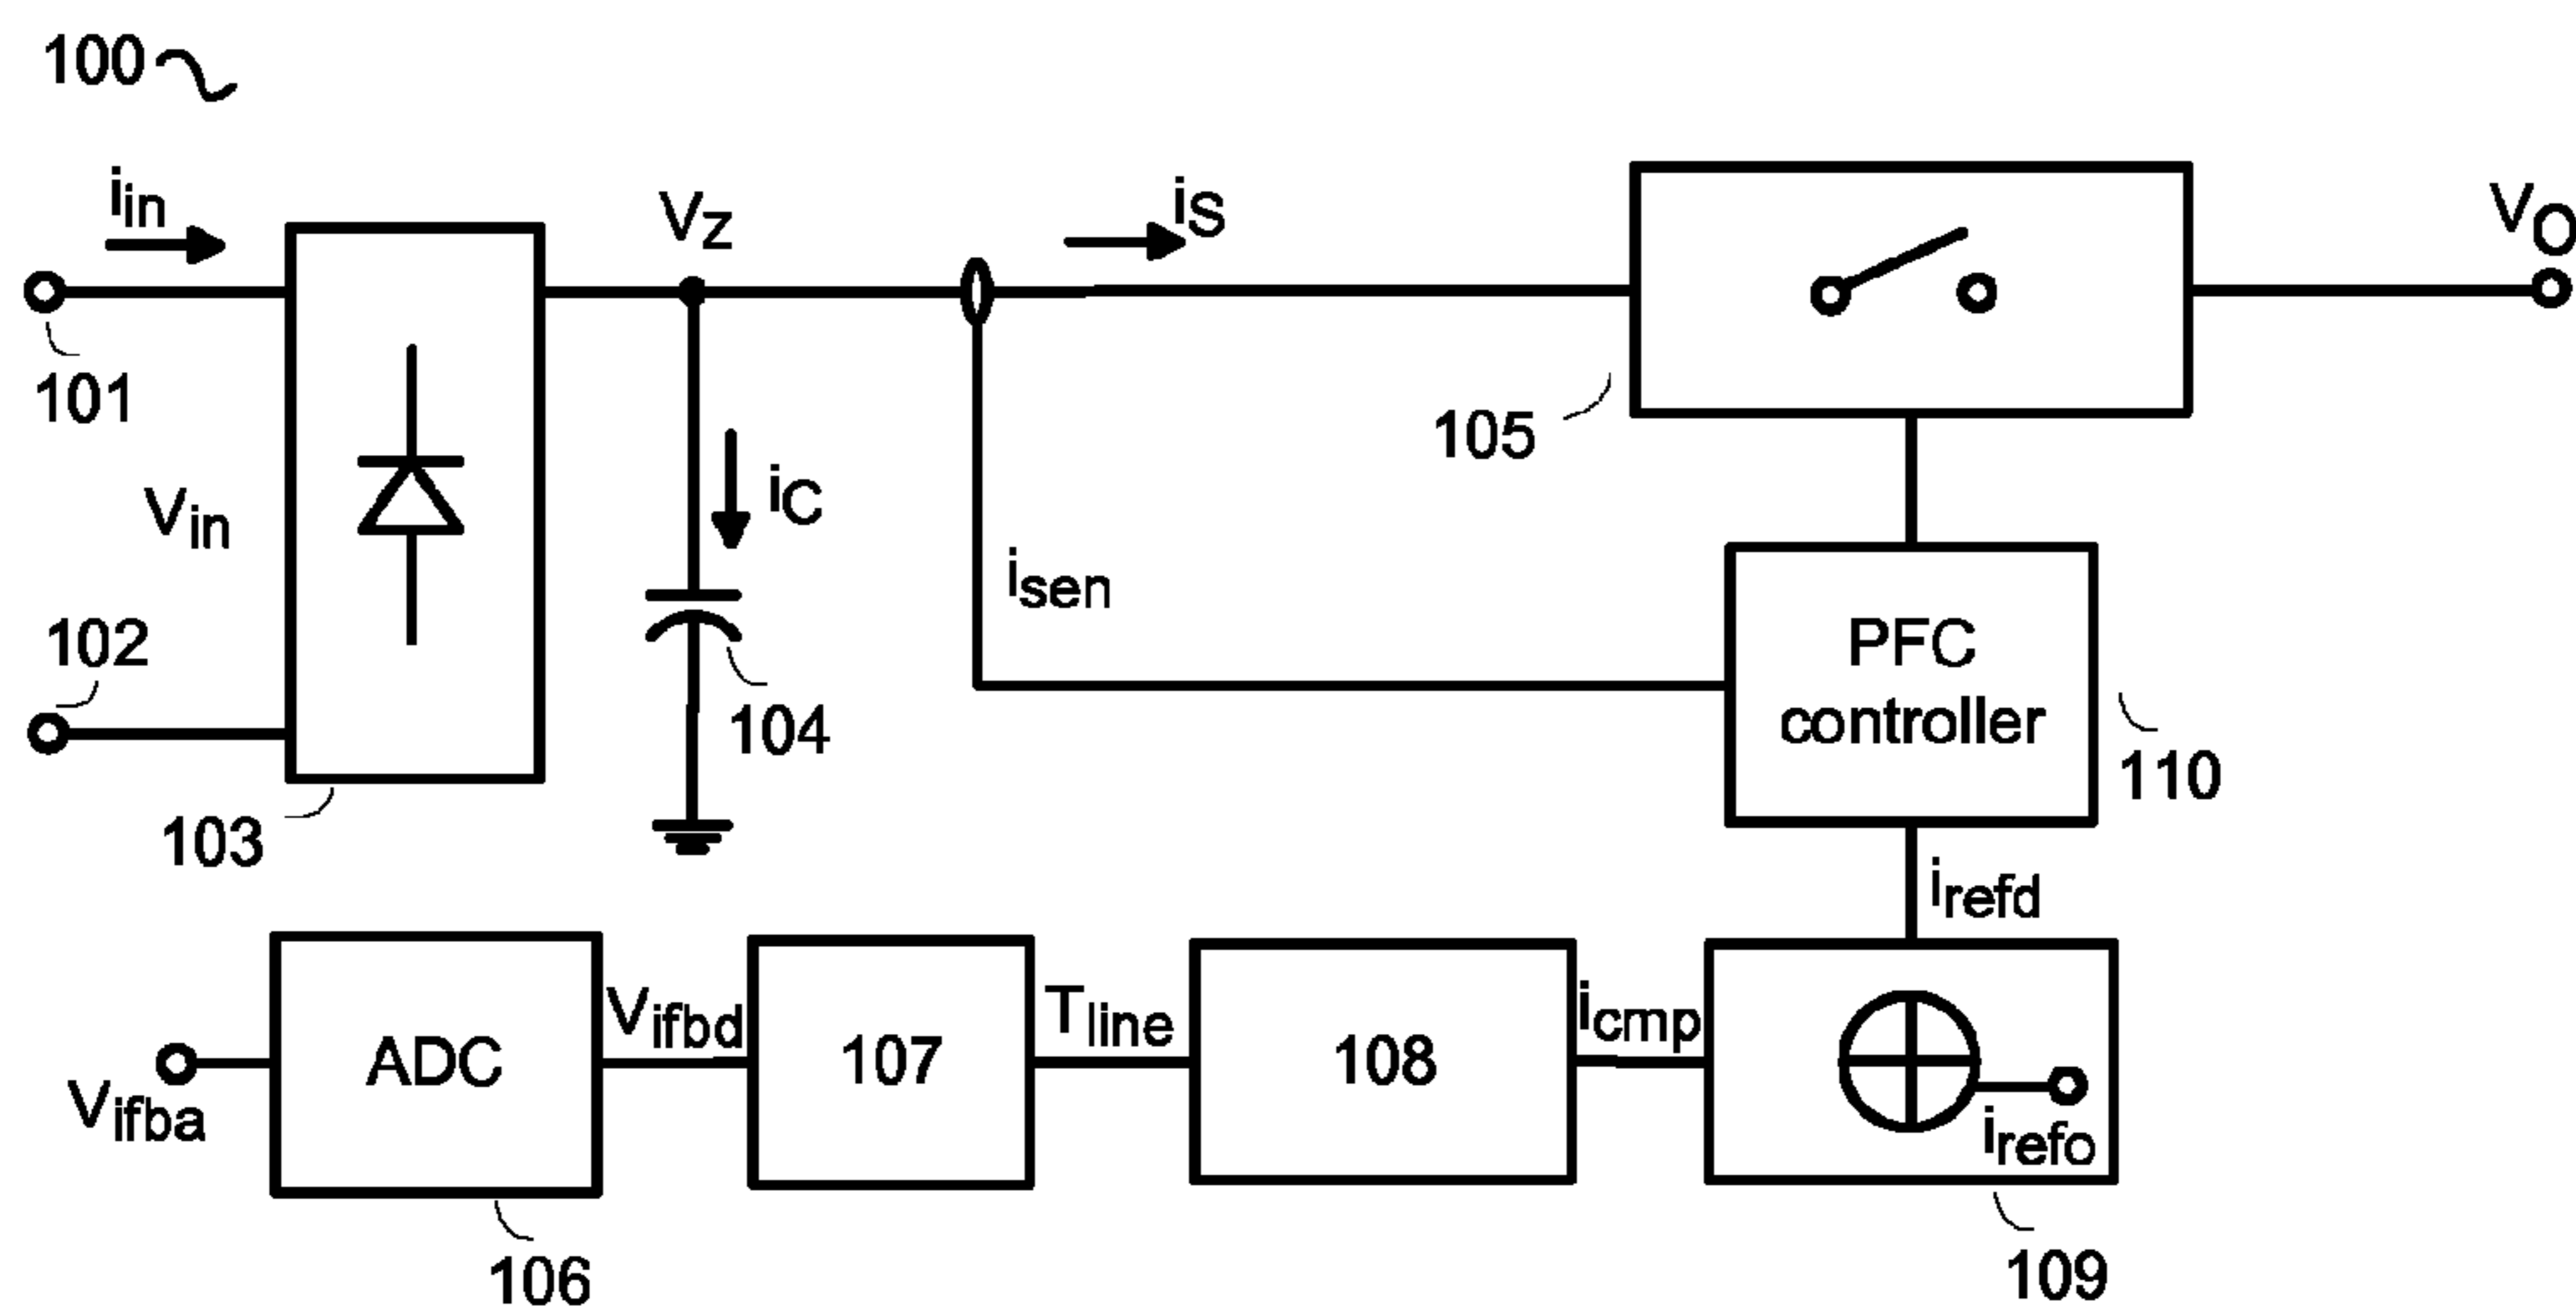 100
iin
VZ
iS
VO
101
105
Vin
iC
isen
102
PFC
controller
104
110
103
irefd
Vifbd
Tline
icmp
ADC
107
108
Vifba
irefo
106
109